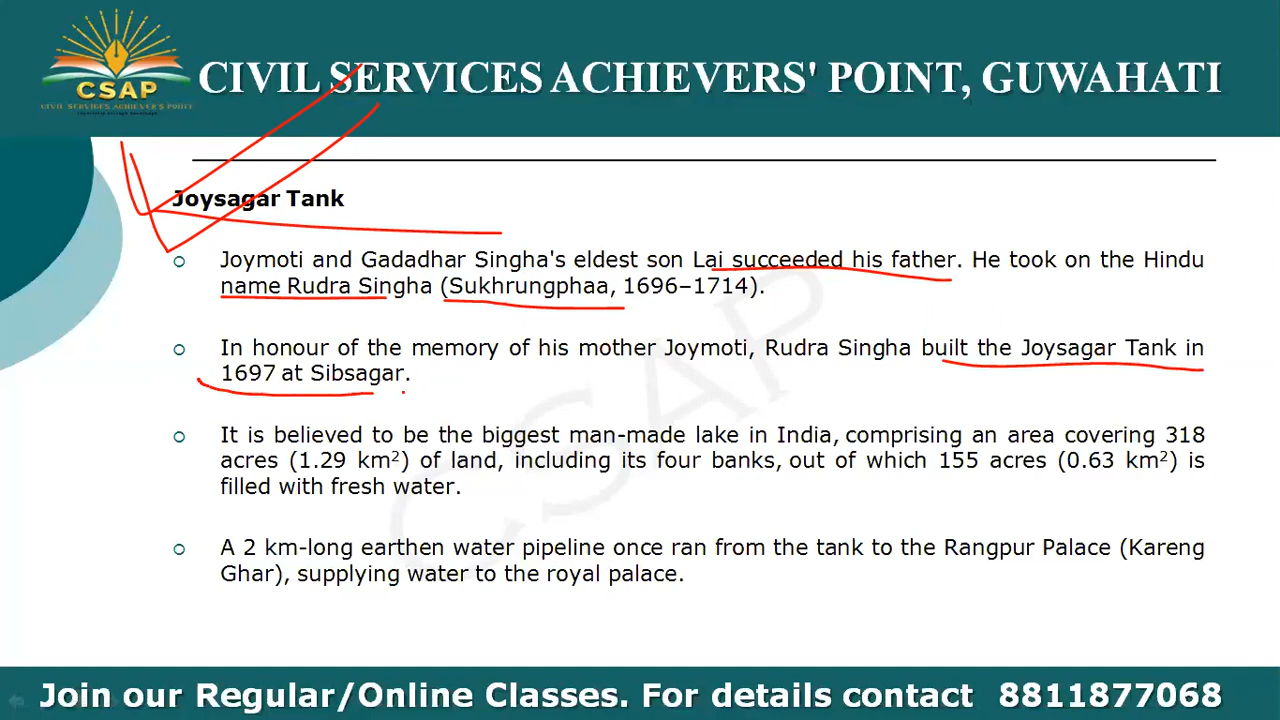 CSAP
CIVIL SERVICES ACHIEVER'S POINT
CIVIL SERVICES ACHIEVERS' POINT, GUWAHATI
Joysagar Tank
Joymoti and Gadadhar Singha's eldest son Lai succeeded his father. He took on the Hindu
name Rudra Singha (Sukhrungphaa, 1696–1714).
In honour of the memory of his mother Joymoti, Rudra Singha built the Joysagar Tank in
1697 at Sibsagar.
It is believed to be the biggest man-made lake in India, comprising an area covering 318
acres (1.29 km²) of land, including its four banks, out of which 155 acres (0.63 km²) is
filled with fresh water.
A 2 km-long earthen water pipeline once ran from the tank to the Rangpur Palace (Kareng
Ghar), supplying water to the royal palace.
CSAP
Join our Regular/Online Classes. For details contact 8811877068